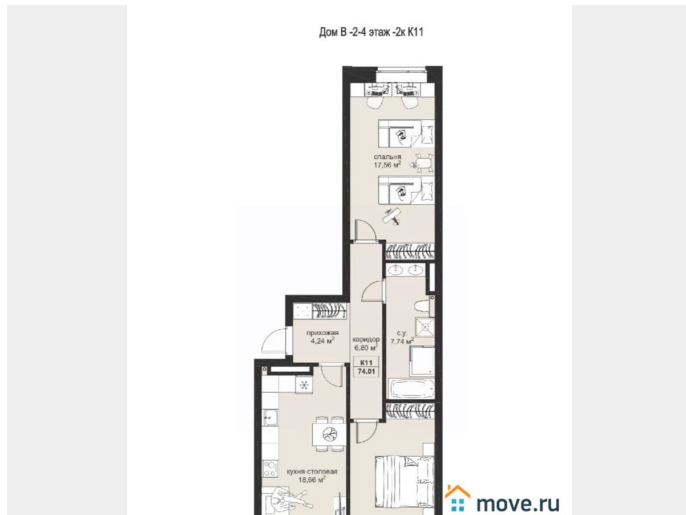 Дом В -2-4 этаж -2к К11
спальня
17,56 м²
прихожая
4,24 м²
коридор
6,80 м²
с.у.
7,74 м²
К11
74.01
кухня-столовая
18,66 м²
move.ru